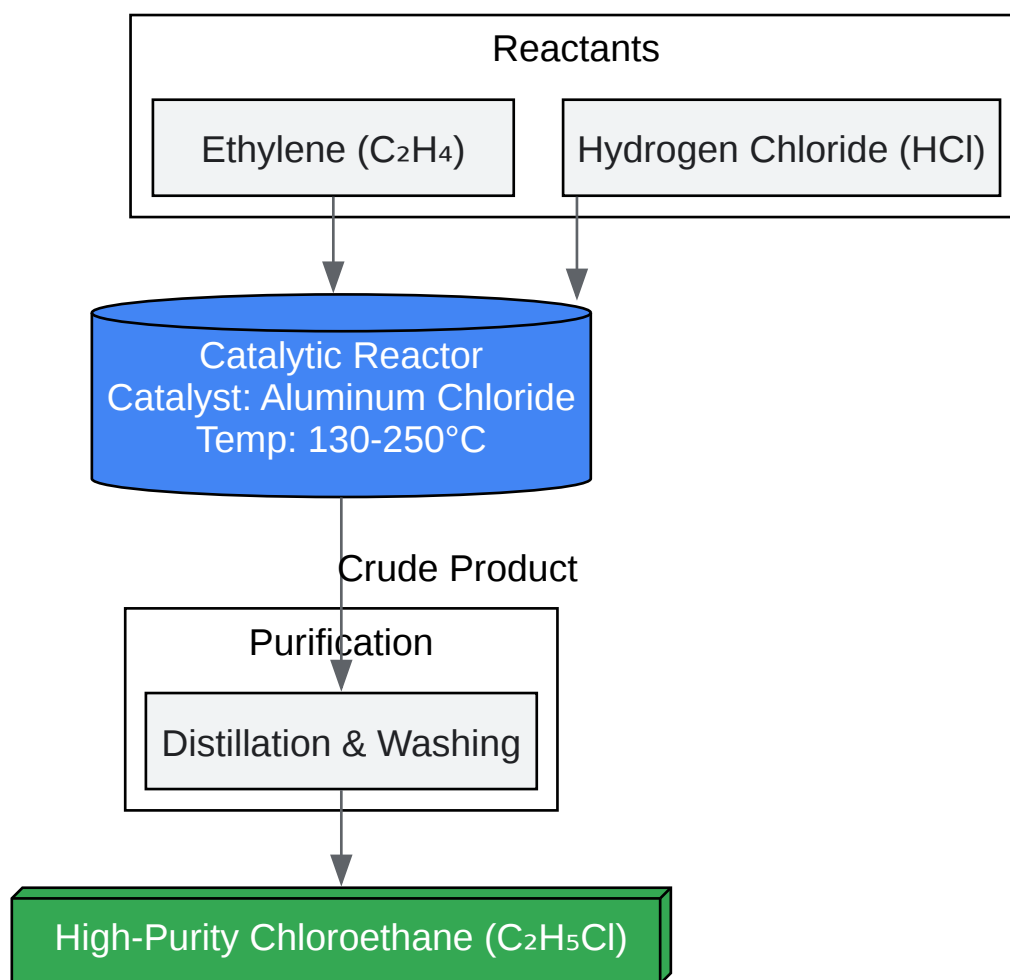 Reactants
Ethylene (C₂H₄)
Hydrogen Chloride (HCl)
Catalytic Reactor
Catalyst: Aluminum Chloride
Temp: 130-250°C
Crude Product
Purification
Distillation & Washing
High-Purity Chloroethane (C₂H₅Cl)